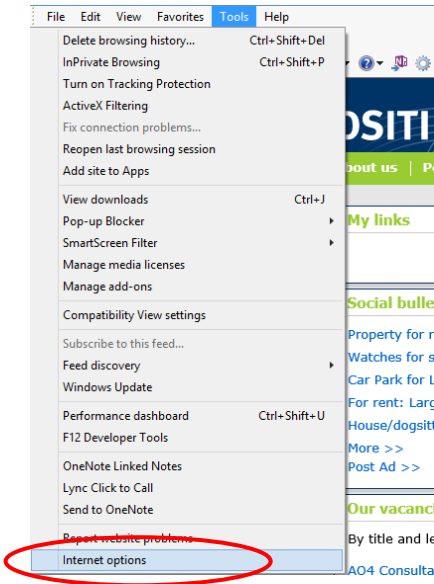 File Edit View Favorites Tools Help
Delete browsing history... Ctrl+Shift+Del
InPrivate Browsing Ctrl+Shift+P
Turn on Tracking Protection
ActiveX Filtering
Fix connection problems...
Reopen last browsing session
Add site to Apps
View downloads Ctrl+J
Pop-up Blocker
SmartScreen Filter
Manage media licenses
Manage add-ons
Compatibility View settings
Subscribe to this feed...
Feed discovery
Windows Update
Performance dashboard Ctrl+Shift+U
F12 Developer Tools
OneNote Linked Notes
Lync Click to Call
Send to OneNote
Report website problems
Internet options
OSITI
bout us | P
My links
Social bulle
Property for r
Watches for s
Car Park for L
For rent: Larg
House/dogsitt
More >>
Post Ad >>
Our vacanci
By title and le
AO4 Consulta